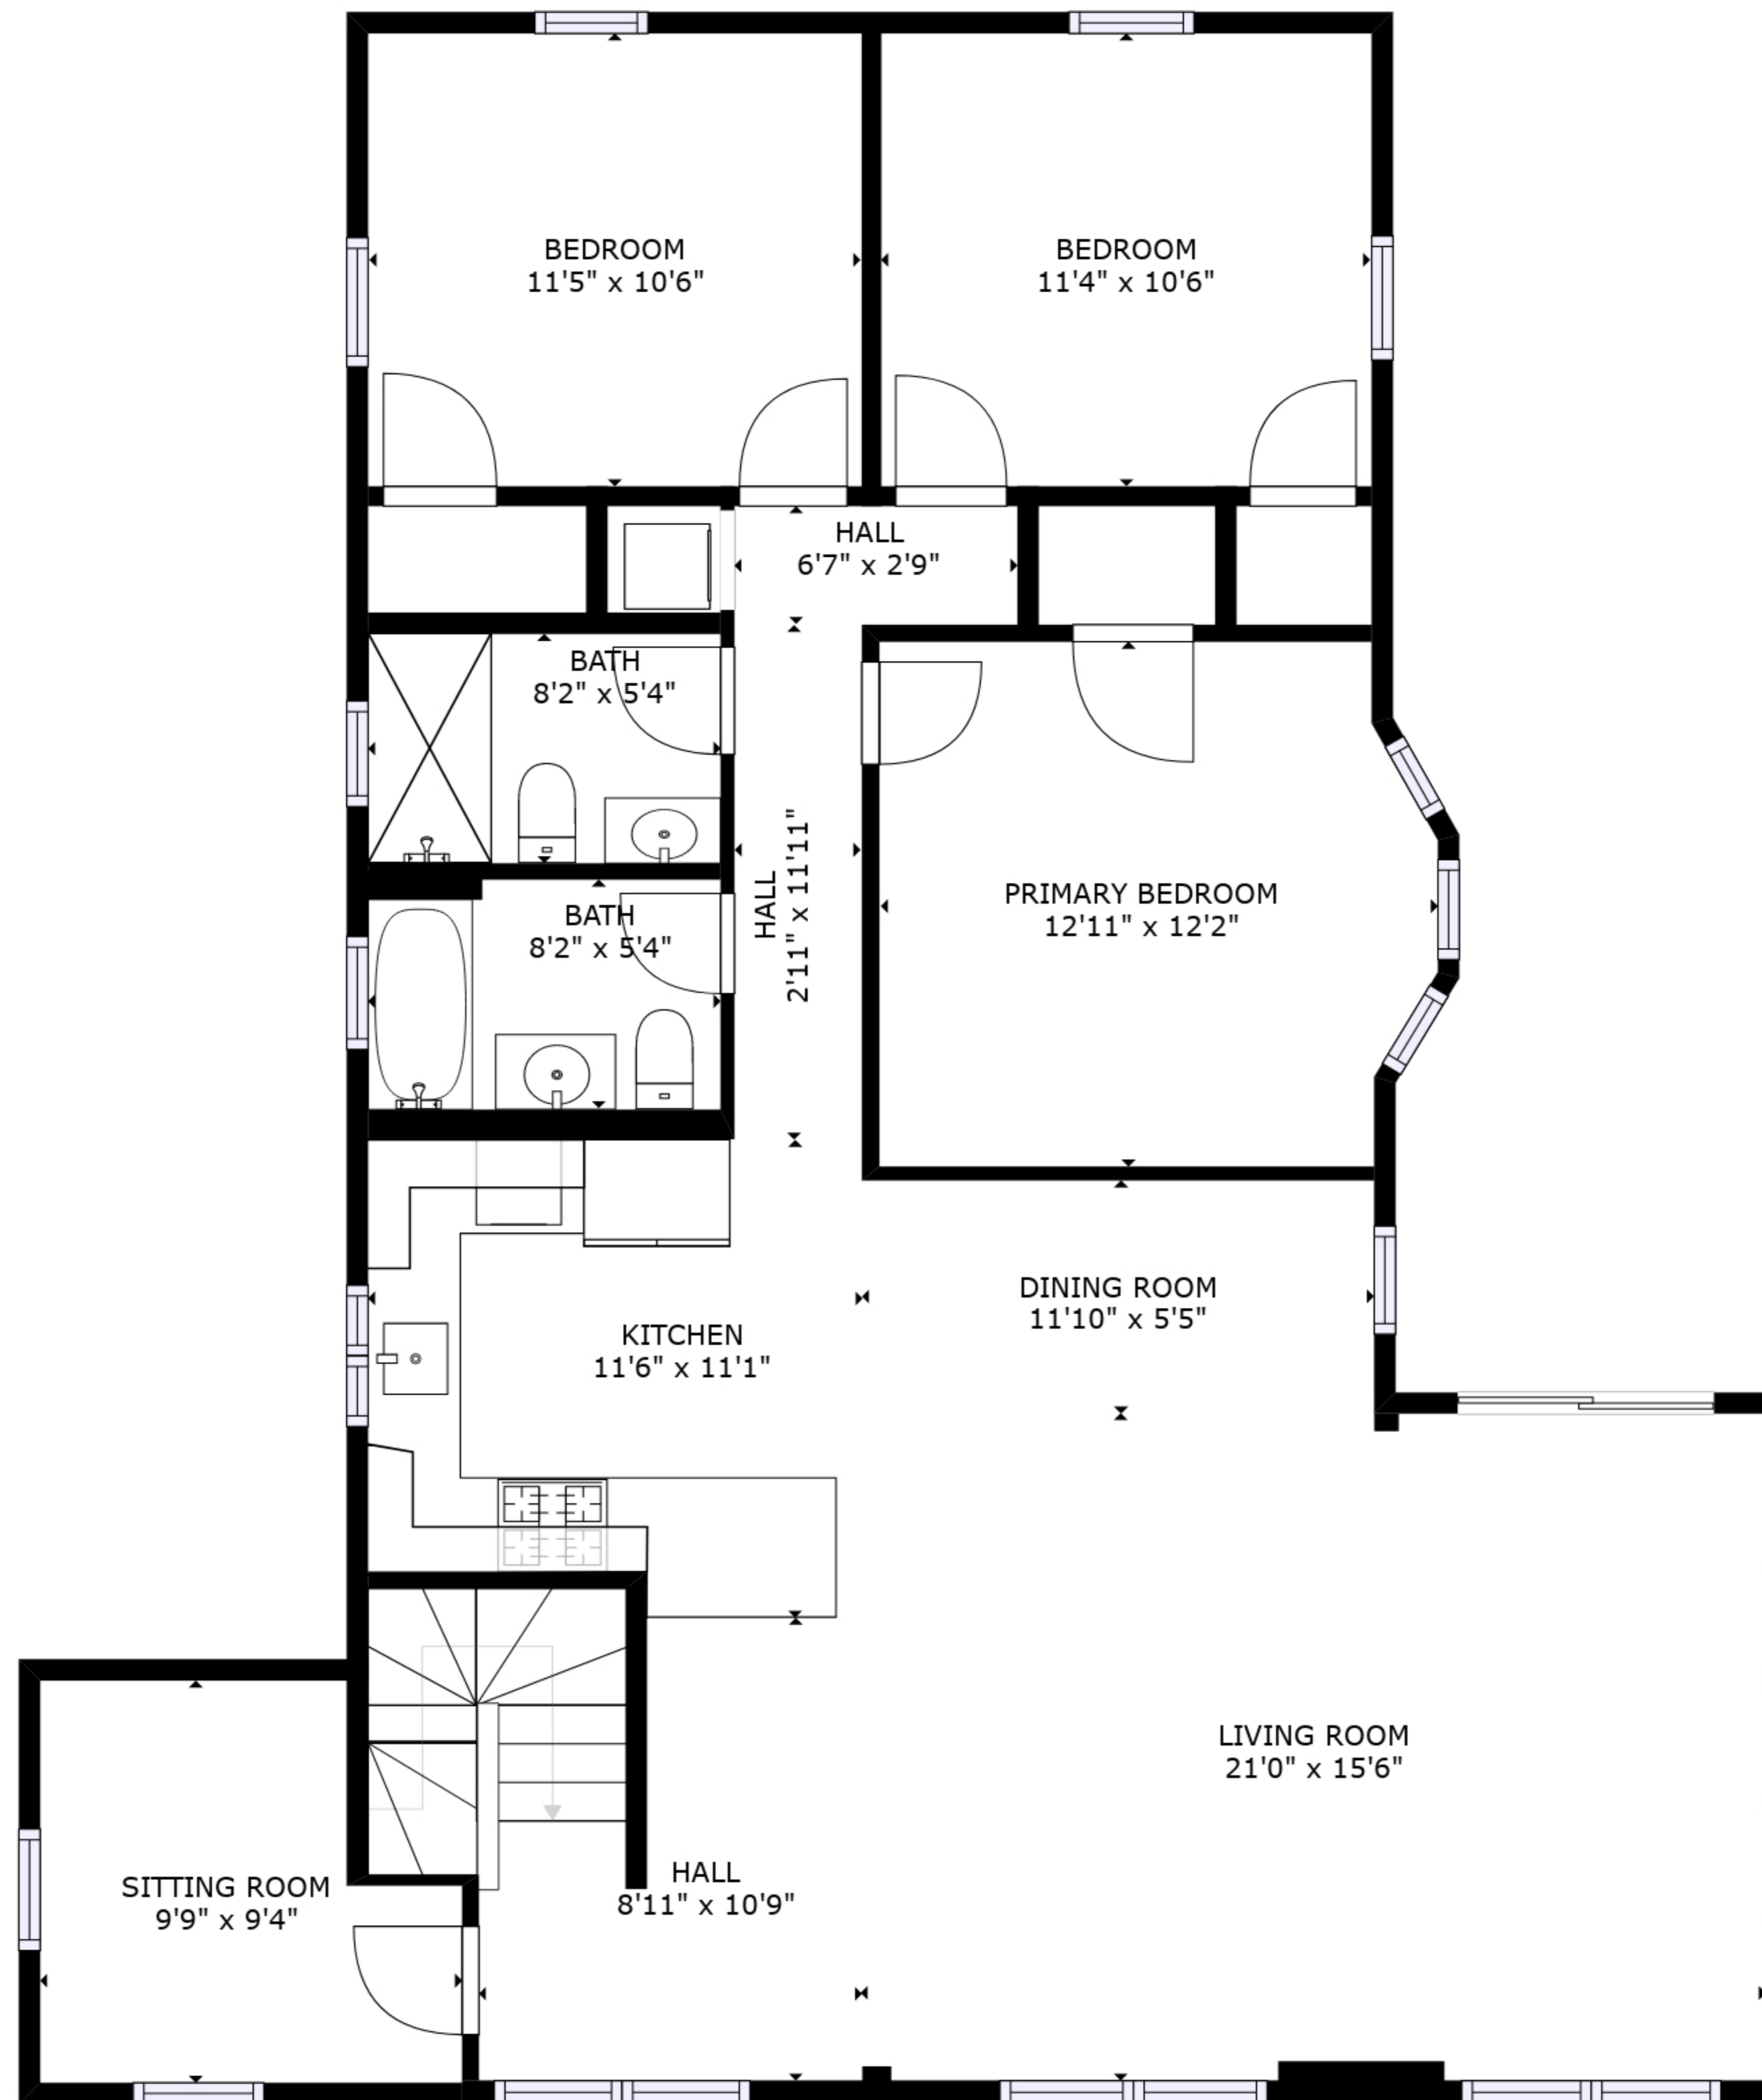 BEDROOM
11'5" x 10'6"
BEDROOM
11'4" x 10'6"
HALL
6'7" x 2'9"
BATH
8'2" x 5'4"
HALL
2'11" x 11'11"
PRIMARY BEDROOM
12'11" x 12'2"
BATH
8'2" x 5'4"
DINING ROOM
11'10" x 5'5"
KITCHEN
11'6" x 11'1"
LIVING ROOM
21'0" x 15'6"
HALL
8'11" x 10'9"
SITTING ROOM
9'9" x 9'4"